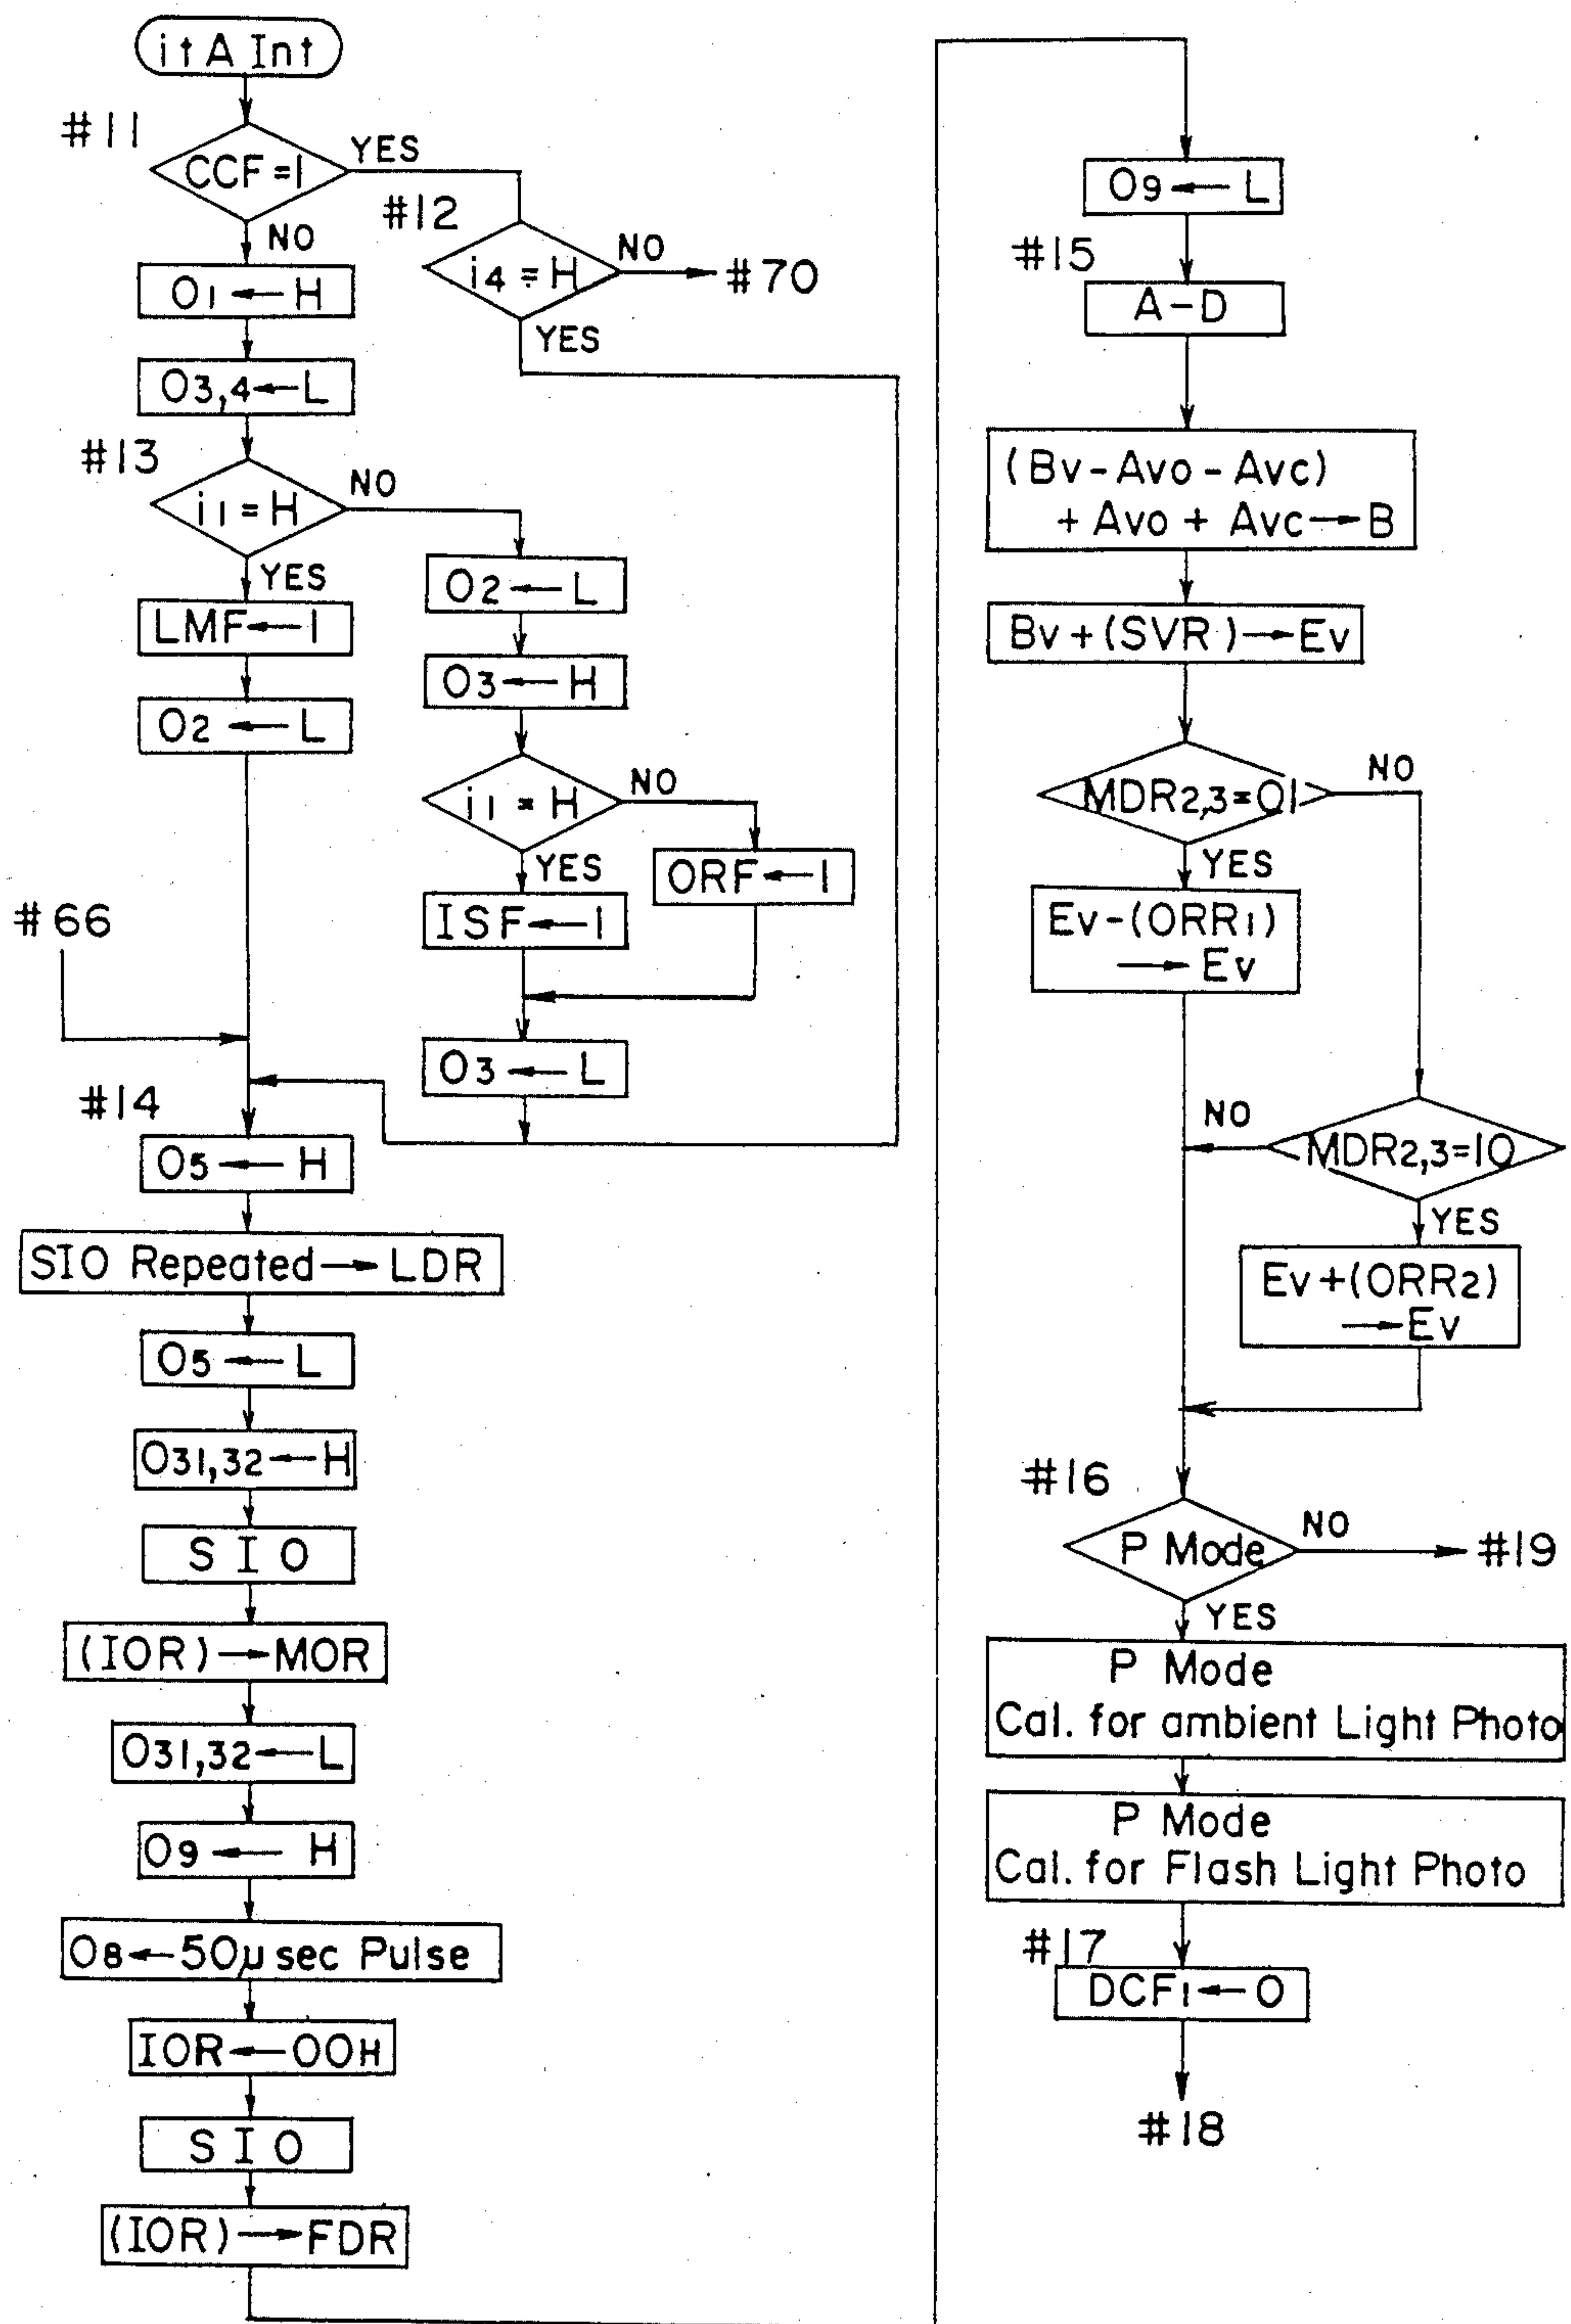 itA Int
#11
CCF=1
YES
NO
#12
i4=H
NO
#70
YES
O1←H
O3,4←L
#13
i1=H
NO
YES
LMF←1
O2←L
O2←L
O3←H
i1=H
NO
YES
ORF←1
ISF←1
O3←L
#66
#14
O5←H
SIO Repeated→LDR
O5←L
O31,32←H
SIO
(IOR)→MOR
O31,32←L
O9←H
O8←50μsec Pulse
IOR←00H
SIO
(IOR)→FDR
O9←L
#15
A-D
(Bv-Avo-Avc)
+Avo+Avc→B
Bv+(SVR)→Ev
MDR2,3=01
NO
YES
Ev-(ORR1)
→Ev
MDR2,3=10
NO
YES
Ev+(ORR2)
→Ev
#16
P Mode
NO
#19
YES
P Mode
Cal. for ambient Light Photo
P Mode
Cal. for Flash Light Photo
#17
DCF1←0
#18